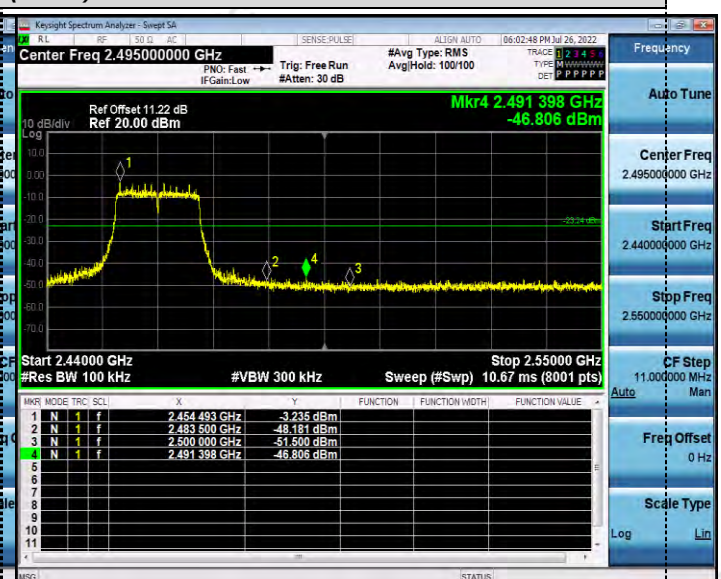 Keysight Spectrum Analyzer - Swept SA
RL RF 50 Ω AC SENSE:PULSE ALIGN AUTO 06:02:48 PM Jul 26, 2022
Center Freq 2.495000000 GHz
PNO: Fast
IFGain:Low
Trig: Free Run
#Atten: 30 dB
#Avg Type: RMS
Avg|Hold: 100/100
TRACE 1 2 3 4 5 6
TYPE M W W W W W
DET P P P P P P
Ref Offset 11.22 dB
10 dB/div Ref 20.00 dBm
Log
Mkr4 2.491 398 GHz
-46.806 dBm
10.0
0.00
-10.0
-20.0
-30.0
-40.0
-50.0
-60.0
-70.0
1
2
4
3
Start 2.44000 GHz Stop 2.55000 GHz
#Res BW 100 kHz #VBW 300 kHz Sweep (#Swp) 10.67 ms (8001 pts)
MKR MODE TRC SCL X Y FUNCTION FUNCTION WIDTH FUNCTION VALUE
1 N 1 f 2.454 493 GHz -3.235 dBm
2 N 1 f 2.483 500 GHz -48.181 dBm
3 N 1 f 2.500 000 GHz -51.500 dBm
4 N 1 f 2.491 398 GHz -46.806 dBm
5
6
7
8
9
10
11
MSG STATUS
Frequency
Auto Tune
Center Freq
2.495000000 GHz
Start Freq
2.440000000 GHz
Stop Freq
2.550000000 GHz
CF Step
11.000000 MHz
Auto Man
Freq Offset
0 Hz
Scale Type
Log Lin